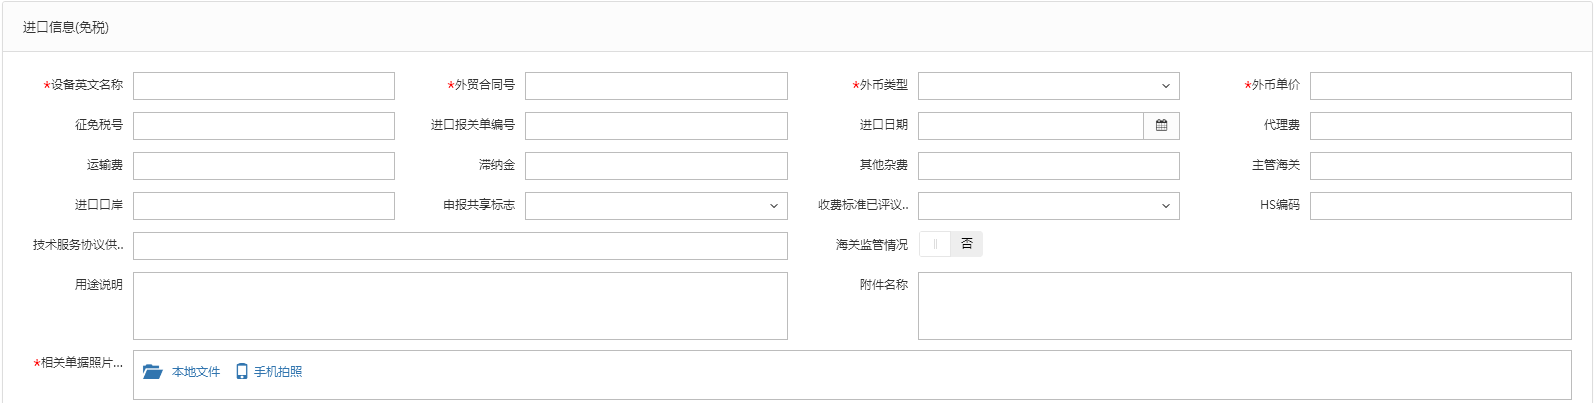 进口信息(免税)
*设备英文名称 *外贸合同号 *外币类型 *外币单价
征免税号 进口报关单编号 进口日期 代理费
运输费 滞纳金 其他杂费 主管海关
进口口岸 申报共享标志 收费标准已评议.. HS编码
技术服务协议供.. 海关监管情况 否
用途说明 附件名称
*相关单据照片... 本地文件 手机拍照